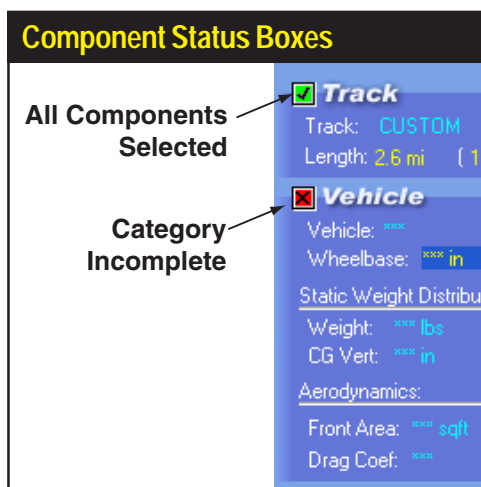 Component Status Boxes
All Components
Selected
Track
Track: CUSTOM
Length: 2.6 mi ( 1
Category
Incomplete
Vehicle
Vehicle: ***
Wheelbase: *** in
Static Weight Distribu
Weight: *** lbs
CG Vert: *** in
Aerodynamics:
Front Area: *** sqft
Drag Coef: ***